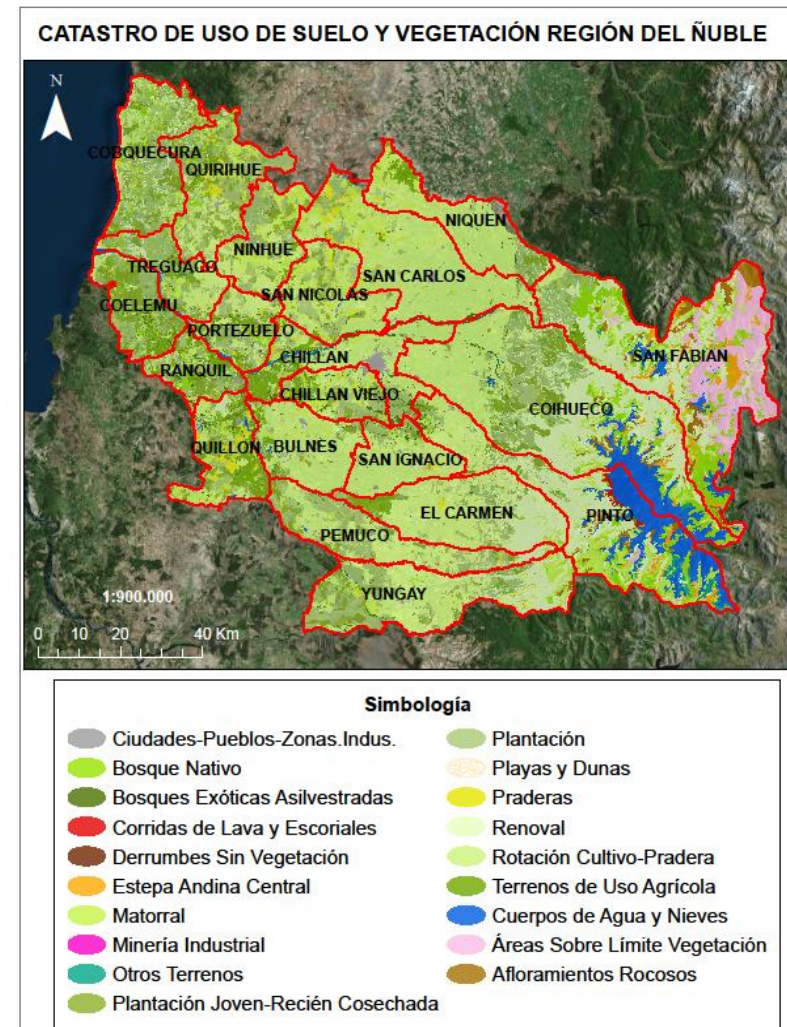 CATASTRO DE USO DE SUELO Y VEGETACIÓN REGIÓN DEL ÑUBLE
N
COBQUECURA
QUIRIHUE
NIQUEN
NINHUE
TREGUACO
SAN CARLOS
SAN NICOLAS
COELEMU
PORTEZUELO
CHILLAN
SAN FABIAN
RANQUIL
CHILLAN VIEJO
COIHUECO
QUILLON
BULNES
SAN IGNACIO
EL CARMEN
PINTO
PEMUCO
YUNGAY
1:900.000
0 10 20 40 Km
Simbología
Ciudades-Pueblos-Zonas.Indus.
Bosque Nativo
Bosques Exóticas Asilvestradas
Corridas de Lava y Escoriales
Derrumbes Sin Vegetación
Estepa Andina Central
Matorral
Minería Industrial
Otros Terrenos
Plantación Joven-Recién Cosechada
Plantación
Playas y Dunas
Praderas
Renoval
Rotación Cultivo-Pradera
Terrenos de Uso Agrícola
Cuerpos de Agua y Nieves
Áreas Sobre Límite Vegetación
Afloramientos Rocosos